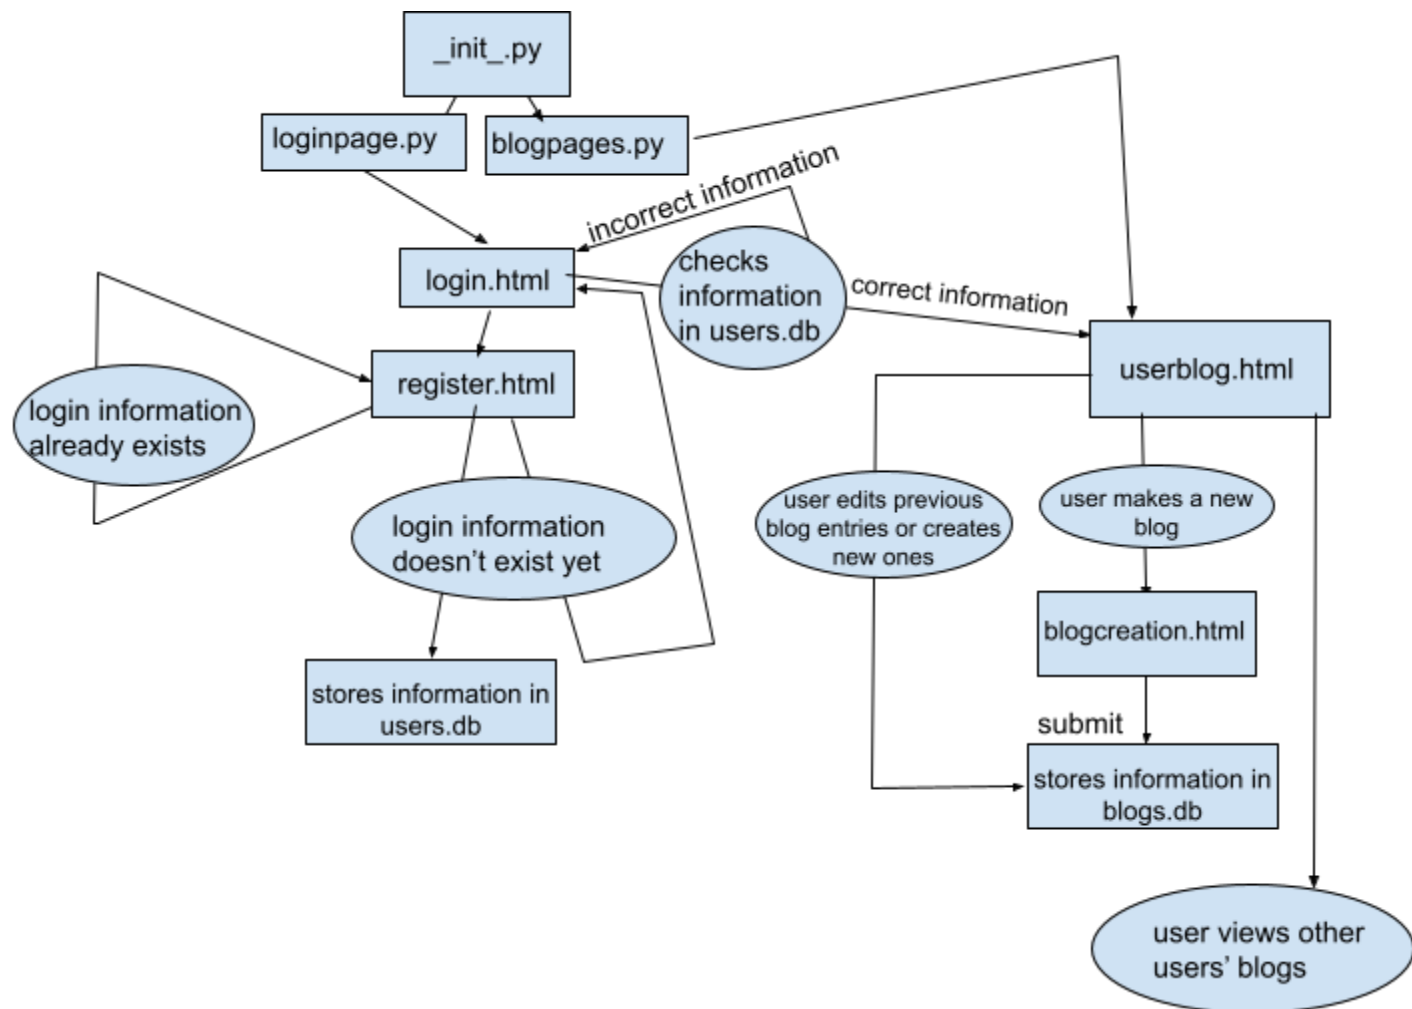 _init_.py
loginpage.py
blogpages.py
incorrect information
login.html
checks
information
in users.db
correct information
register.html
userblog.html
login information
already exists
login information
doesn't exist yet
user edits previous
blog entries or creates
new ones
user makes a new
blog
blogcreation.html
stores information in
users.db
submit
stores information in
blogs.db
user views other
users' blogs